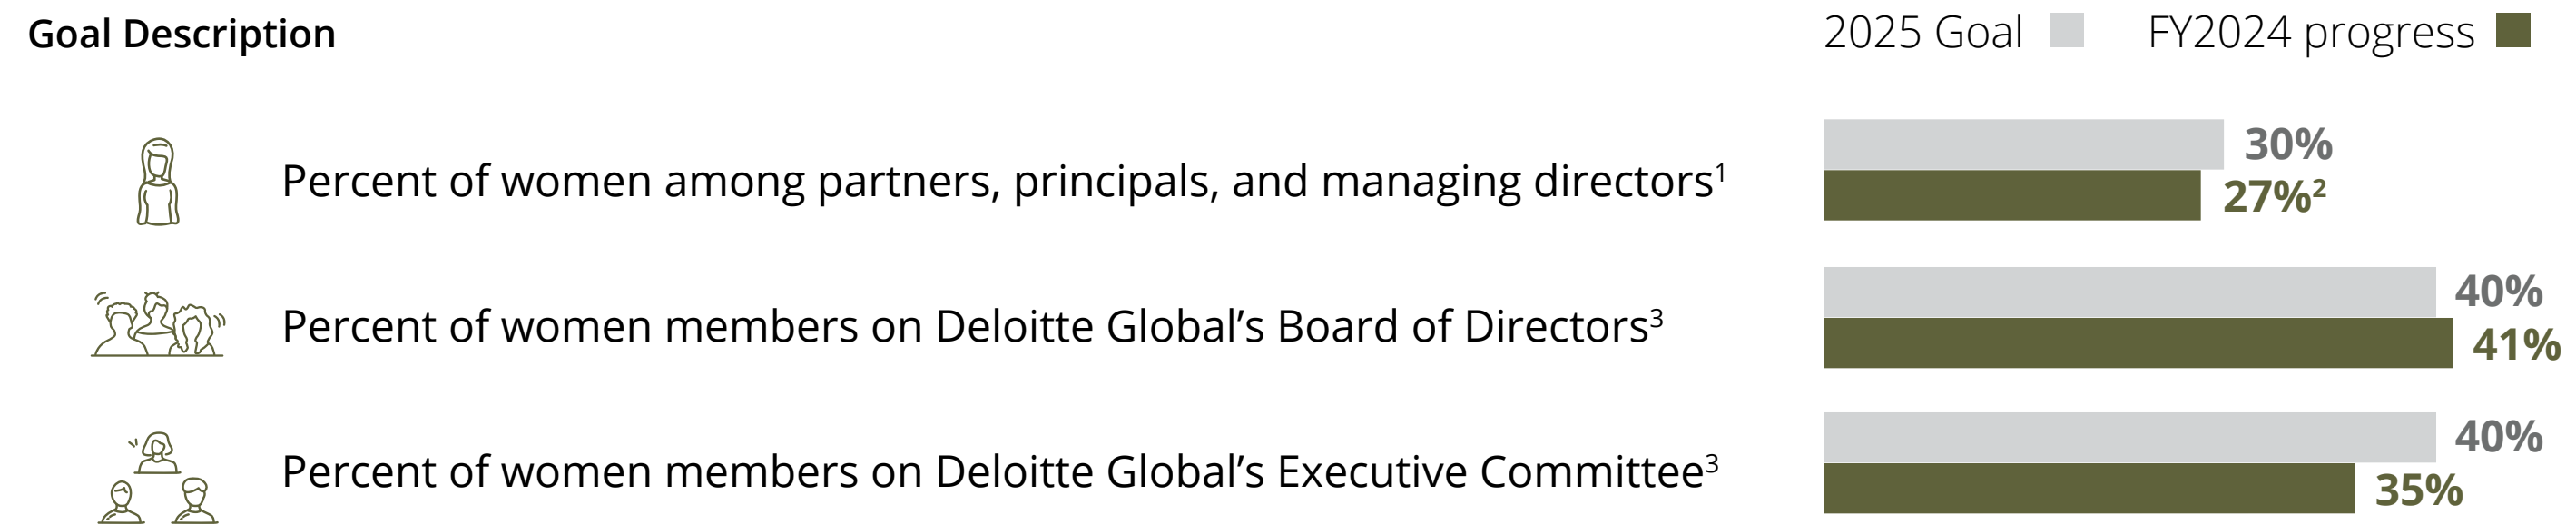 Goal Description
2025 Goal FY2024 progress
Percent of women among partners, principals, and managing directors¹
30%
27%²
Percent of women members on Deloitte Global’s Board of Directors³
40%
41%
Percent of women members on Deloitte Global’s Executive Committee³
40%
35%